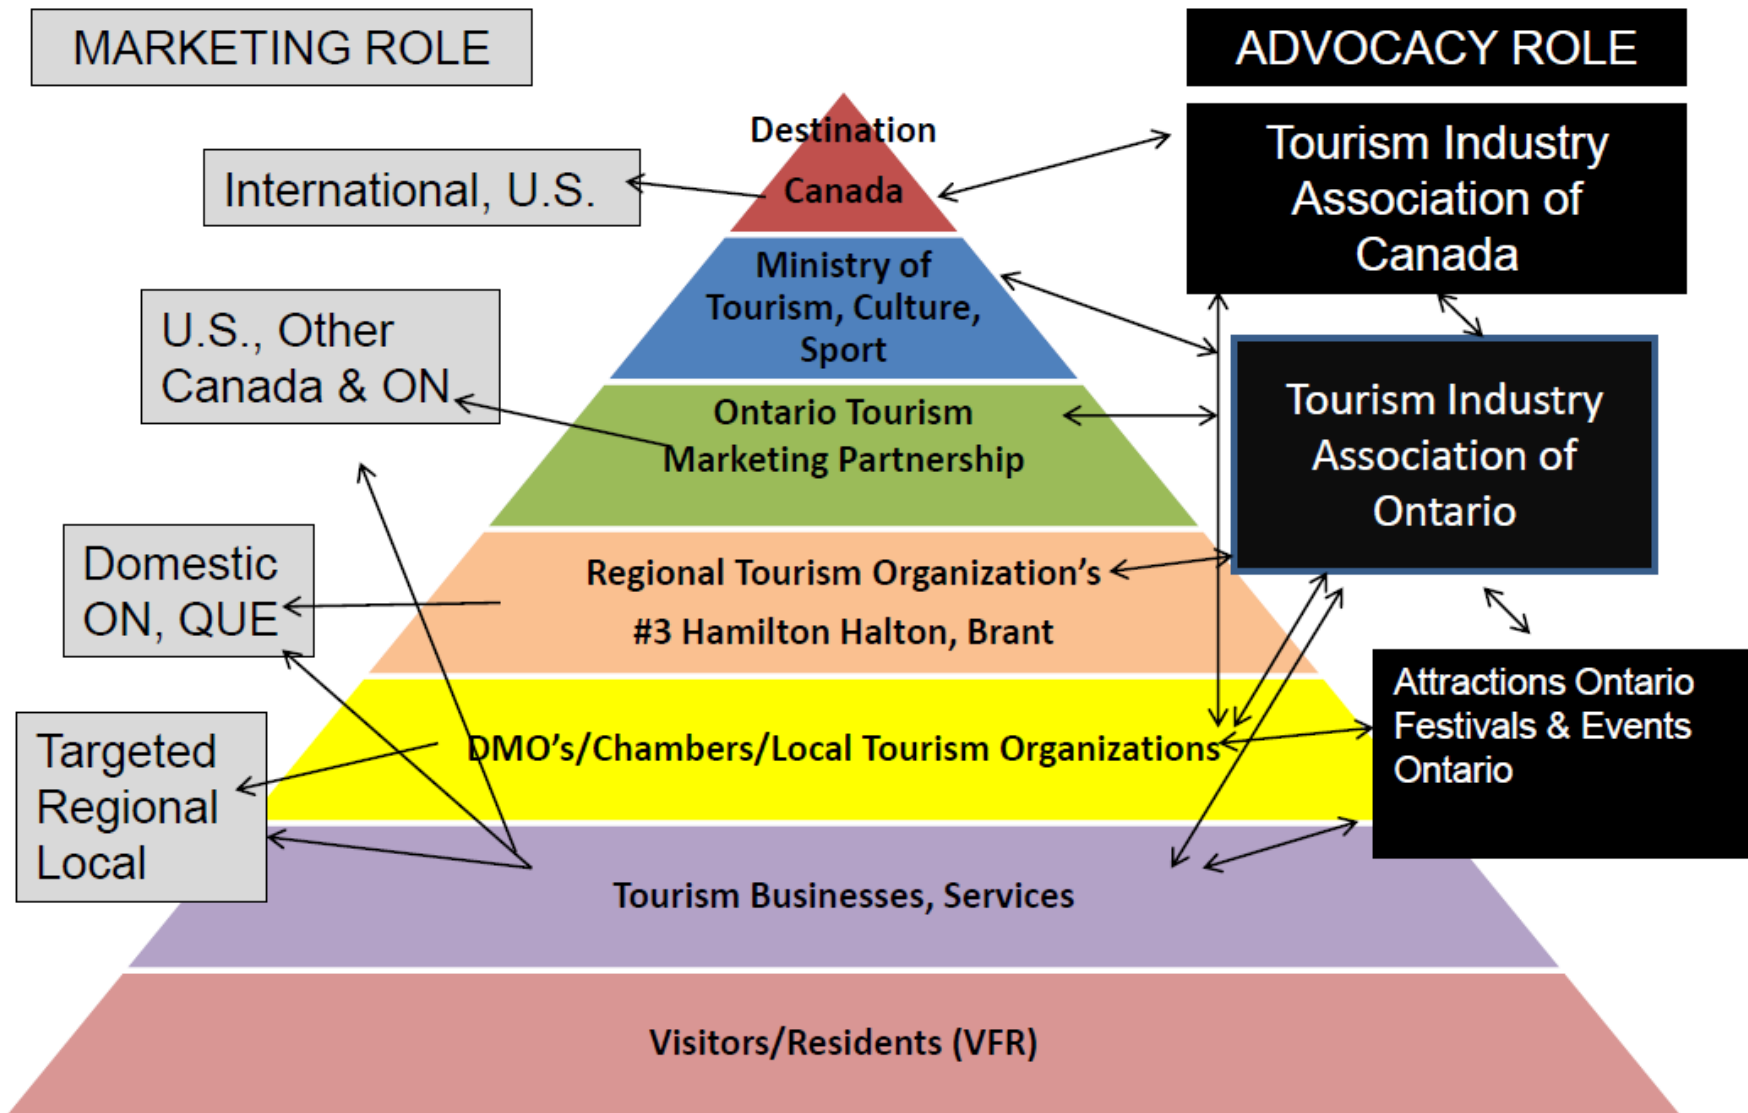 MARKETING ROLE
ADVOCACY ROLE
Destination
Canada
International, U.S.
Tourism Industry
Association of
Canada
Ministry of
Tourism, Culture,
Sport
U.S., Other
Canada & ON
Ontario Tourism
Marketing Partnership
Tourism Industry
Association of
Ontario
Domestic
ON, QUE
Regional Tourism Organization’s
#3 Hamilton Halton, Brant
Targeted
Regional
Local
DMO’s/Chambers/Local Tourism Organizations
Attractions Ontario
Festivals & Events
Ontario
Tourism Businesses, Services
Visitors/Residents (VFR)